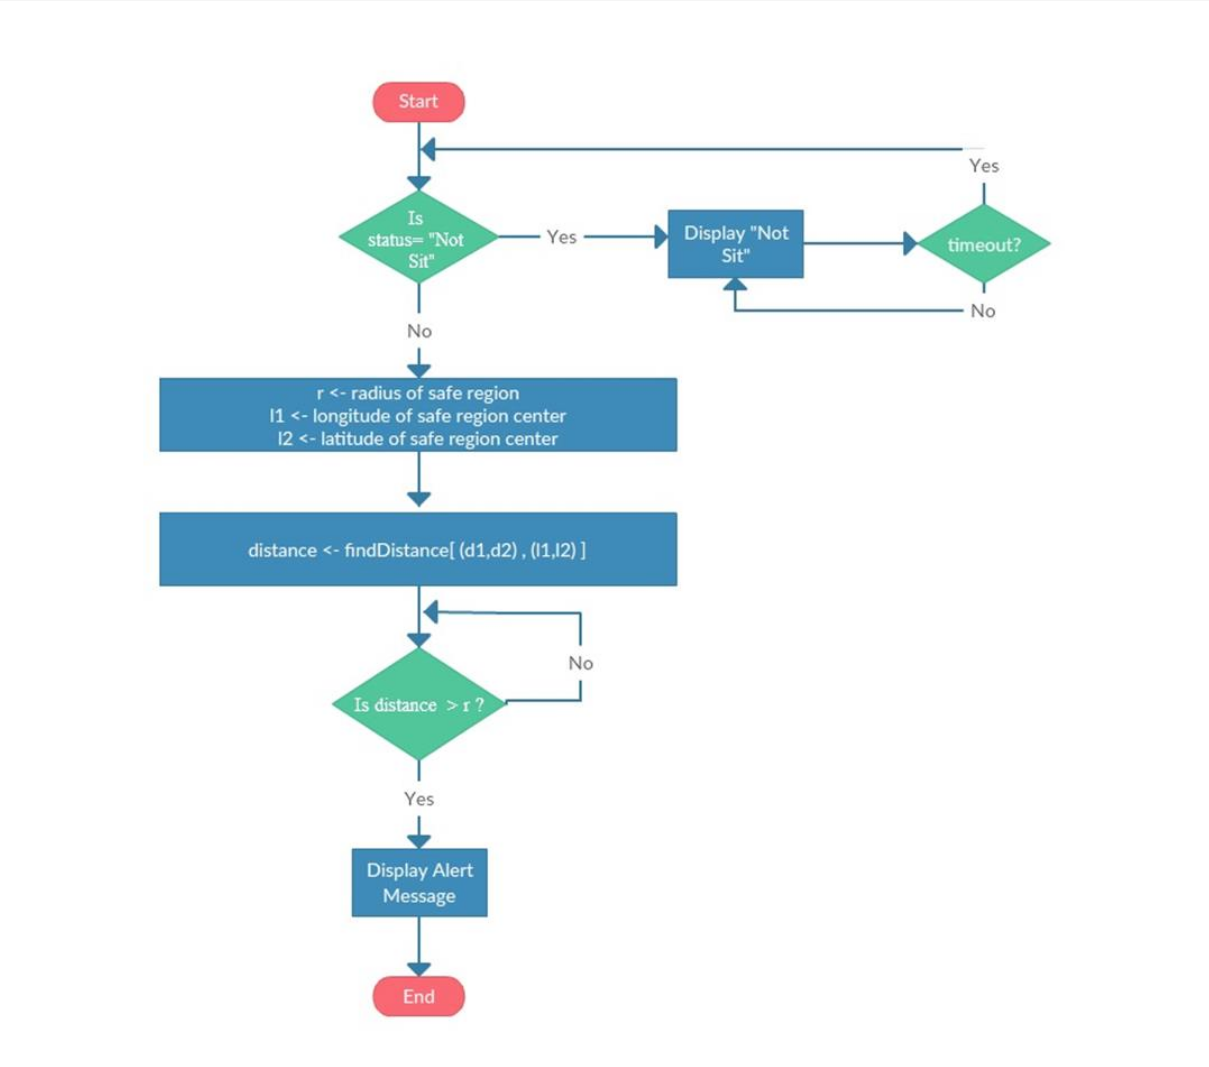 Start
Yes
Is
status= "Not
Sit"
Yes
Display "Not
Sit"
timeout?
No
No
r <- radius of safe region
l1 <- longitude of safe region center
l2 <- latitude of safe region center
distance <- findDistance[ (d1,d2) , (l1,l2) ]
No
Is distance > r ?
Yes
Display Alert
Message
End